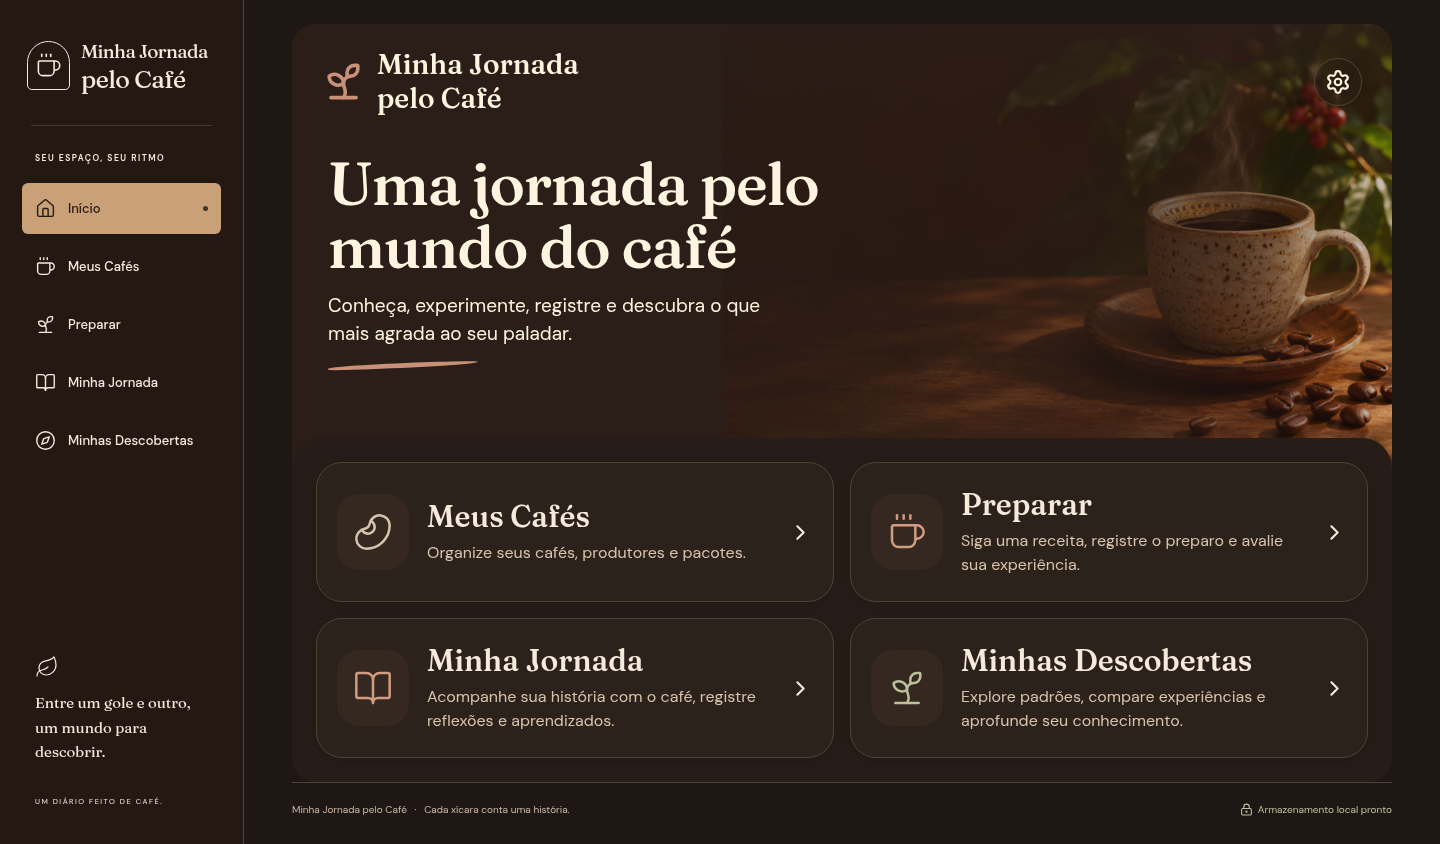 Minha Jornada
pelo Café
SEU ESPAÇO, SEU RITMO
Início
Meus Cafés
Preparar
Minha Jornada
Minhas Descobertas
Entre um gole e outro,
um mundo para
descobrir.
UM DIÁRIO FEITO DE CAFÉ.
Minha Jornada
pelo Café
Uma jornada pelo
mundo do café
Conheça, experimente, registre e descubra o que
mais agrada ao seu paladar.
Meus Cafés
Organize seus cafés, produtores e pacotes.
Preparar
Siga uma receita, registre o preparo e avalie
sua experiência.
Minha Jornada
Acompanhe sua história com o café, registre
reflexões e aprendizados.
Minhas Descobertas
Explore padrões, compare experiências e
aprofunde seu conhecimento.
Minha Jornada pelo Café · Cada xícara conta uma história.
Armazenamento local pronto